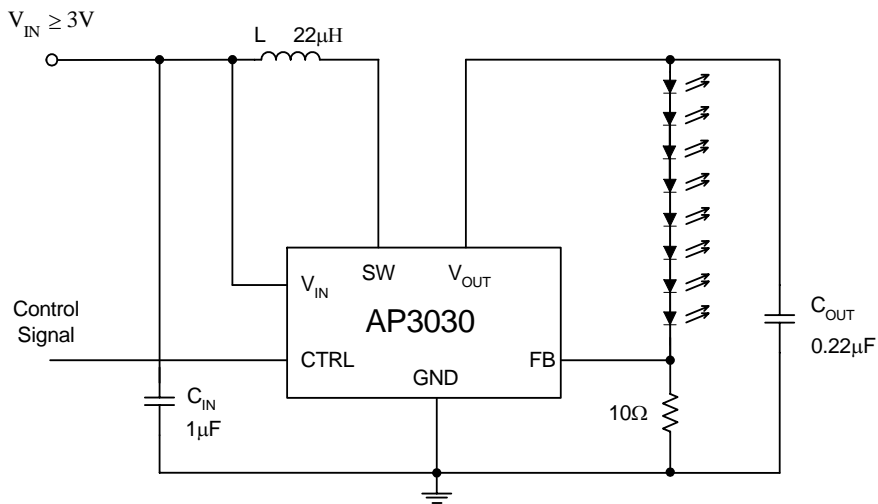 V_IN ≥ 3V
L 22μH
SW
V_OUT
V_IN
AP3030
Control
Signal
CTRL
FB
GND
C_OUT
0.22μF
C_IN
1μF
10Ω